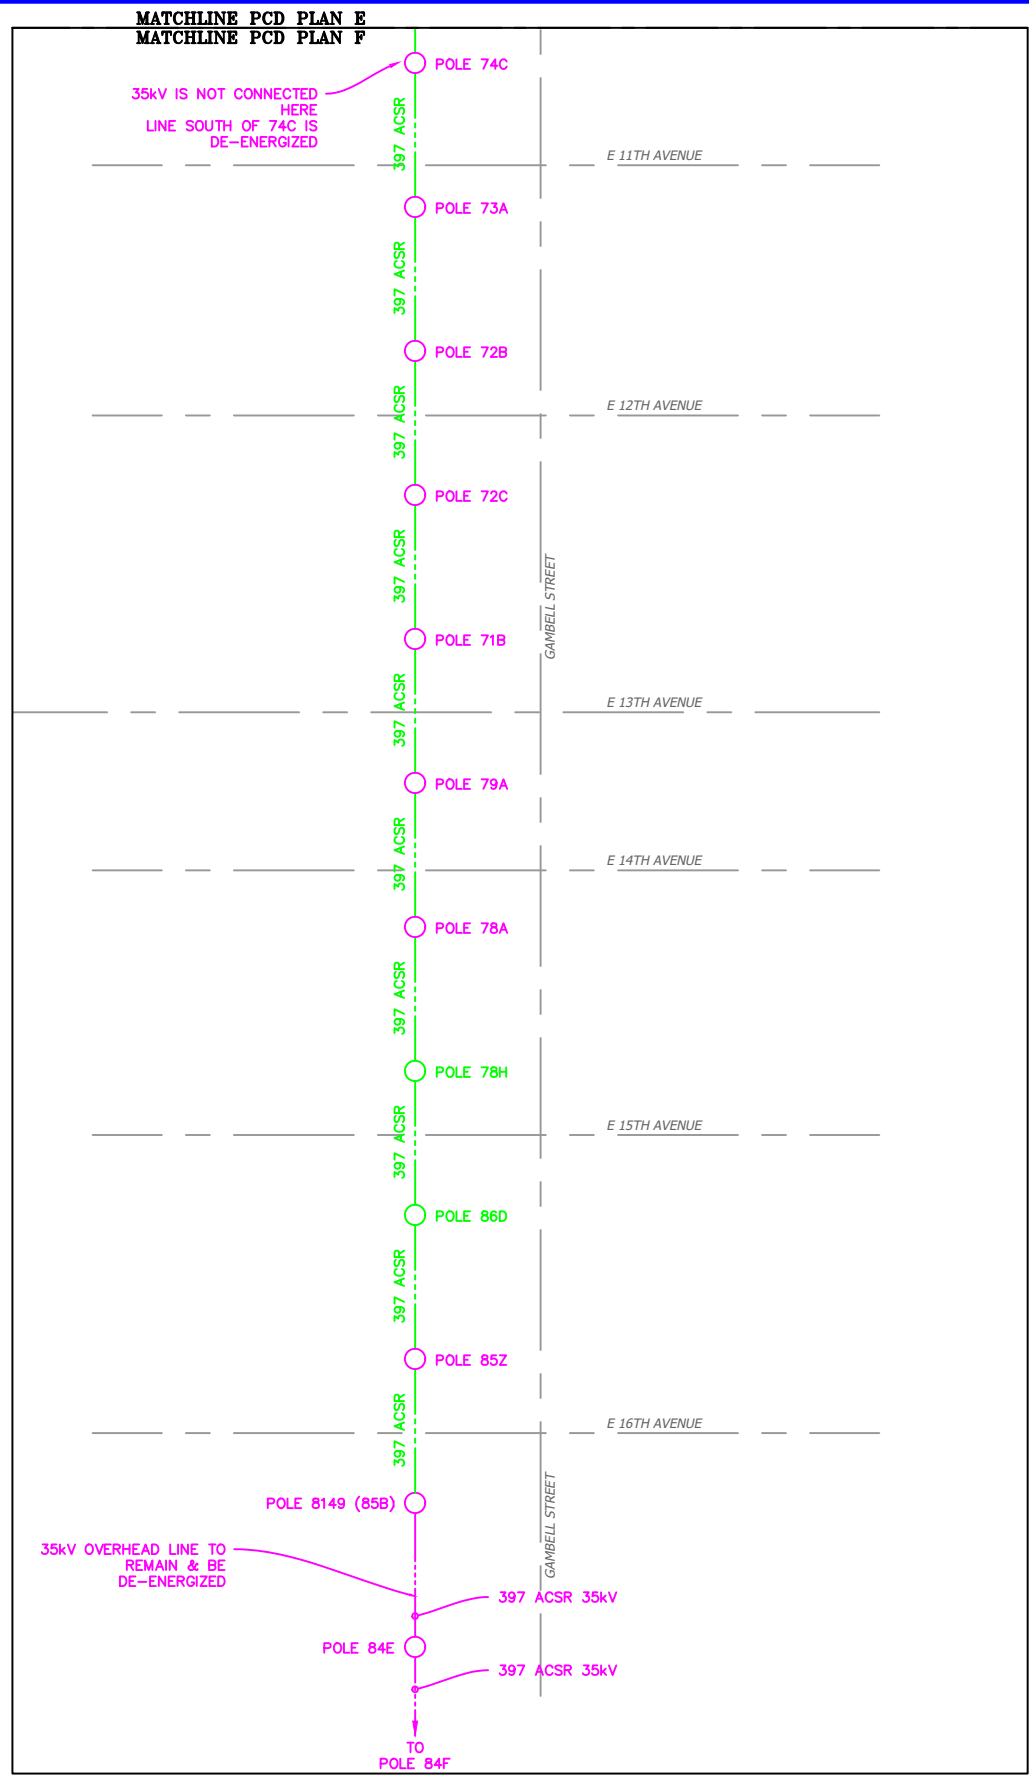 MATCHLINE PCD PLAN E
MATCHLINE PCD PLAN F
POLE 74C
35kV IS NOT CONNECTED
HERE
LINE SOUTH OF 74C IS
DE-ENERGIZED
397 ACSR
E 11TH AVENUE
POLE 73A
397 ACSR
POLE 72B
397 ACSR
E 12TH AVENUE
POLE 72C
397 ACSR
GAMBELL STREET
POLE 71B
397 ACSR
E 13TH AVENUE
POLE 79A
397 ACSR
E 14TH AVENUE
POLE 78A
397 ACSR
POLE 78H
397 ACSR
E 15TH AVENUE
POLE 86D
397 ACSR
POLE 85Z
397 ACSR
E 16TH AVENUE
POLE 8149 (85B)
GAMBELL STREET
35kV OVERHEAD LINE TO
REMAIN & BE
DE-ENERGIZED
397 ACSR 35kV
POLE 84E
397 ACSR 35kV
TO
POLE 84F